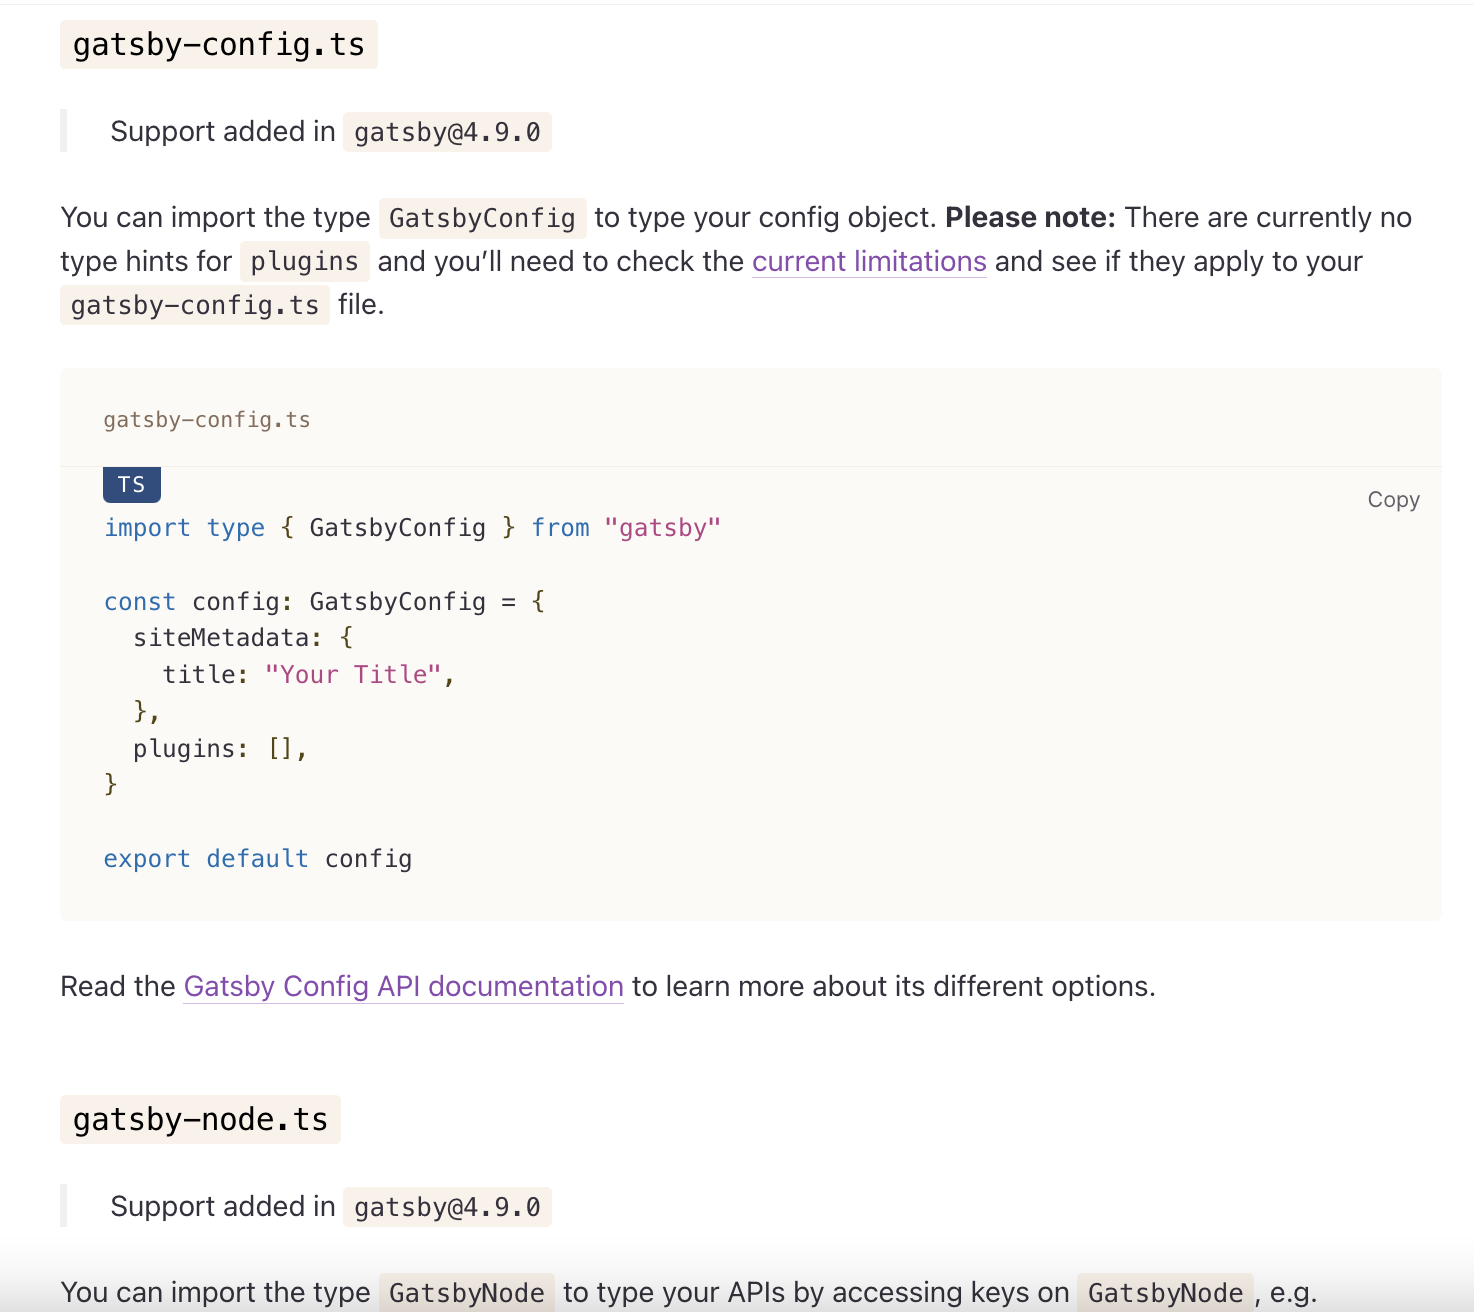 gatsby-config.ts
Support added in gatsby@4.9.0
You can import the type GatsbyConfig to type your config object. Please note: There are currently no
type hints for plugins and you’ll need to check the current limitations and see if they apply to your
gatsby-config.ts file.
gatsby-config.ts
TS
Copy
import type { GatsbyConfig } from "gatsby"
const config: GatsbyConfig = {
  siteMetadata: {
    title: "Your Title",
  },
  plugins: [],
}
export default config
Read the Gatsby Config API documentation to learn more about its different options.
gatsby-node.ts
Support added in gatsby@4.9.0
You can import the type GatsbyNode to type your APIs by accessing keys on GatsbyNode, e.g.